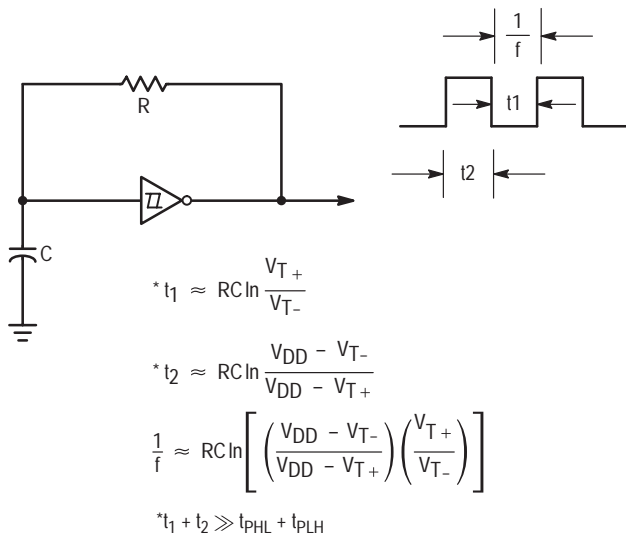 1
f
R
t1
t2
C
* t1 ≈ RC ln VT+ / VT–
* t2 ≈ RC ln VDD – VT– / VDD – VT+
1/f ≈ RC ln [ ( VDD – VT– / VDD – VT+ ) ( VT+ / VT– ) ]
*t1 + t2 ≫ tPHL + tPLH